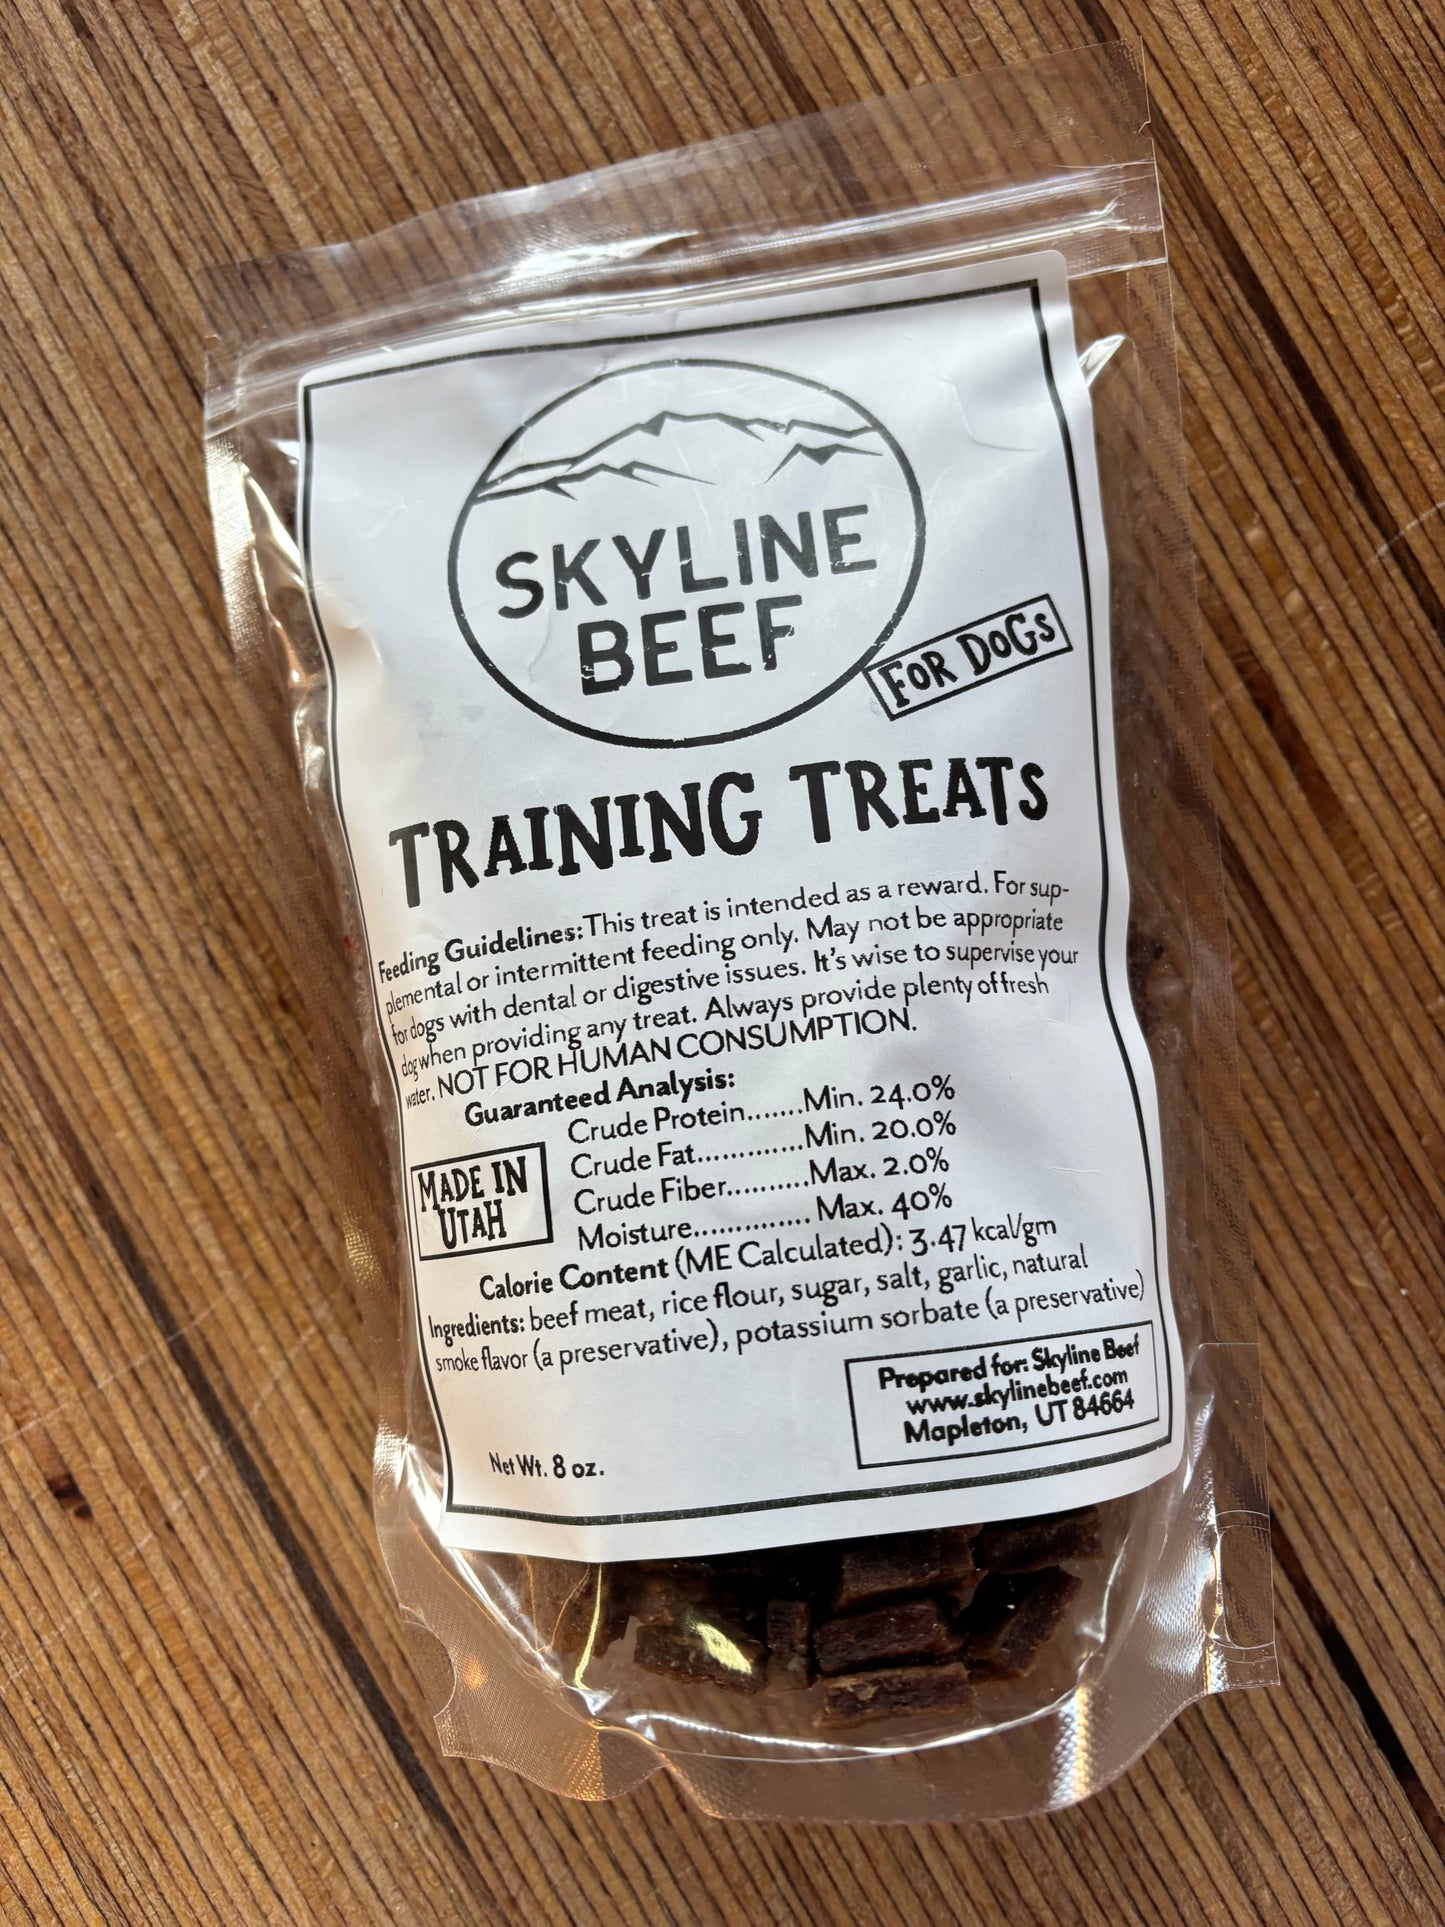 SKYLINE
BEEF
FOR DOGS
TRAINING TREATS
Feeding Guidelines: This treat is intended as a reward. For sup-
plemental or intermittent feeding only. May not be appropriate
for dogs with dental or digestive issues. It's wise to supervise your
dog when providing any treat. Always provide plenty of fresh
water. NOT FOR HUMAN CONSUMPTION.
Guaranteed Analysis:
Crude Protein.......Min. 24.0%
Crude Fat.............Min. 20.0%
Crude Fiber..........Max. 2.0%
Moisture.............. Max. 40%
MADE IN
UTAH
Calorie Content (ME Calculated): 3.47 kcal/gm
Ingredients: beef meat, rice flour, sugar, salt, garlic, natural
smoke flavor (a preservative), potassium sorbate (a preservative)
Prepared for: Skyline Beef
www.skylinebeef.com
Mapleton, UT 84664
Net Wt. 8 oz.